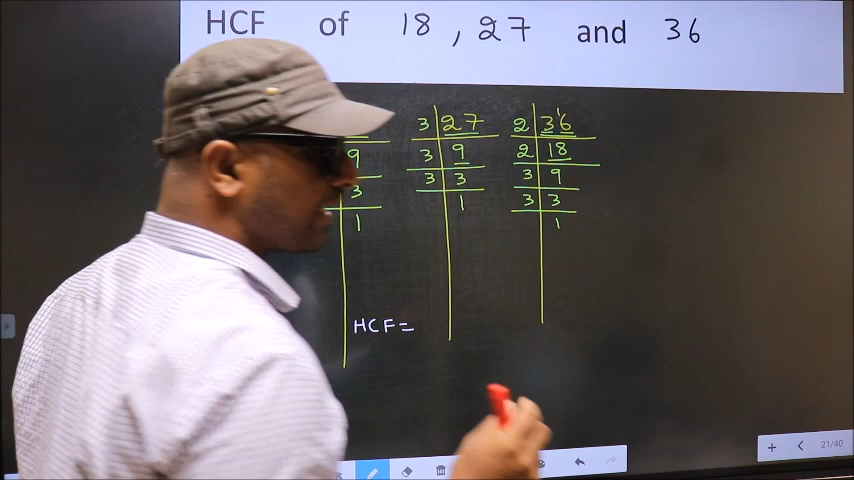 HCF of 18 , 27 and 36
3 27 2 36
9 3 9 2 18
3 3 3 3 9
1 1 3 3
1
HCF =
21/40